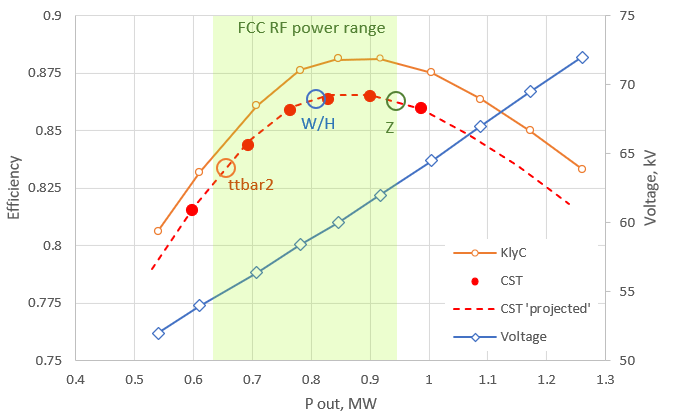 FCC RF power range
0.9
0.875
0.85
0.825
0.8
0.775
0.75
Efficiency
75
70
65
60
55
50
Voltage, kV
W/H
Z
ttbar2
KlyC
CST
CST 'projected'
Voltage
0.4
0.5
0.6
0.7
0.8
0.9
1
1.1
1.2
1.3
P out, MW